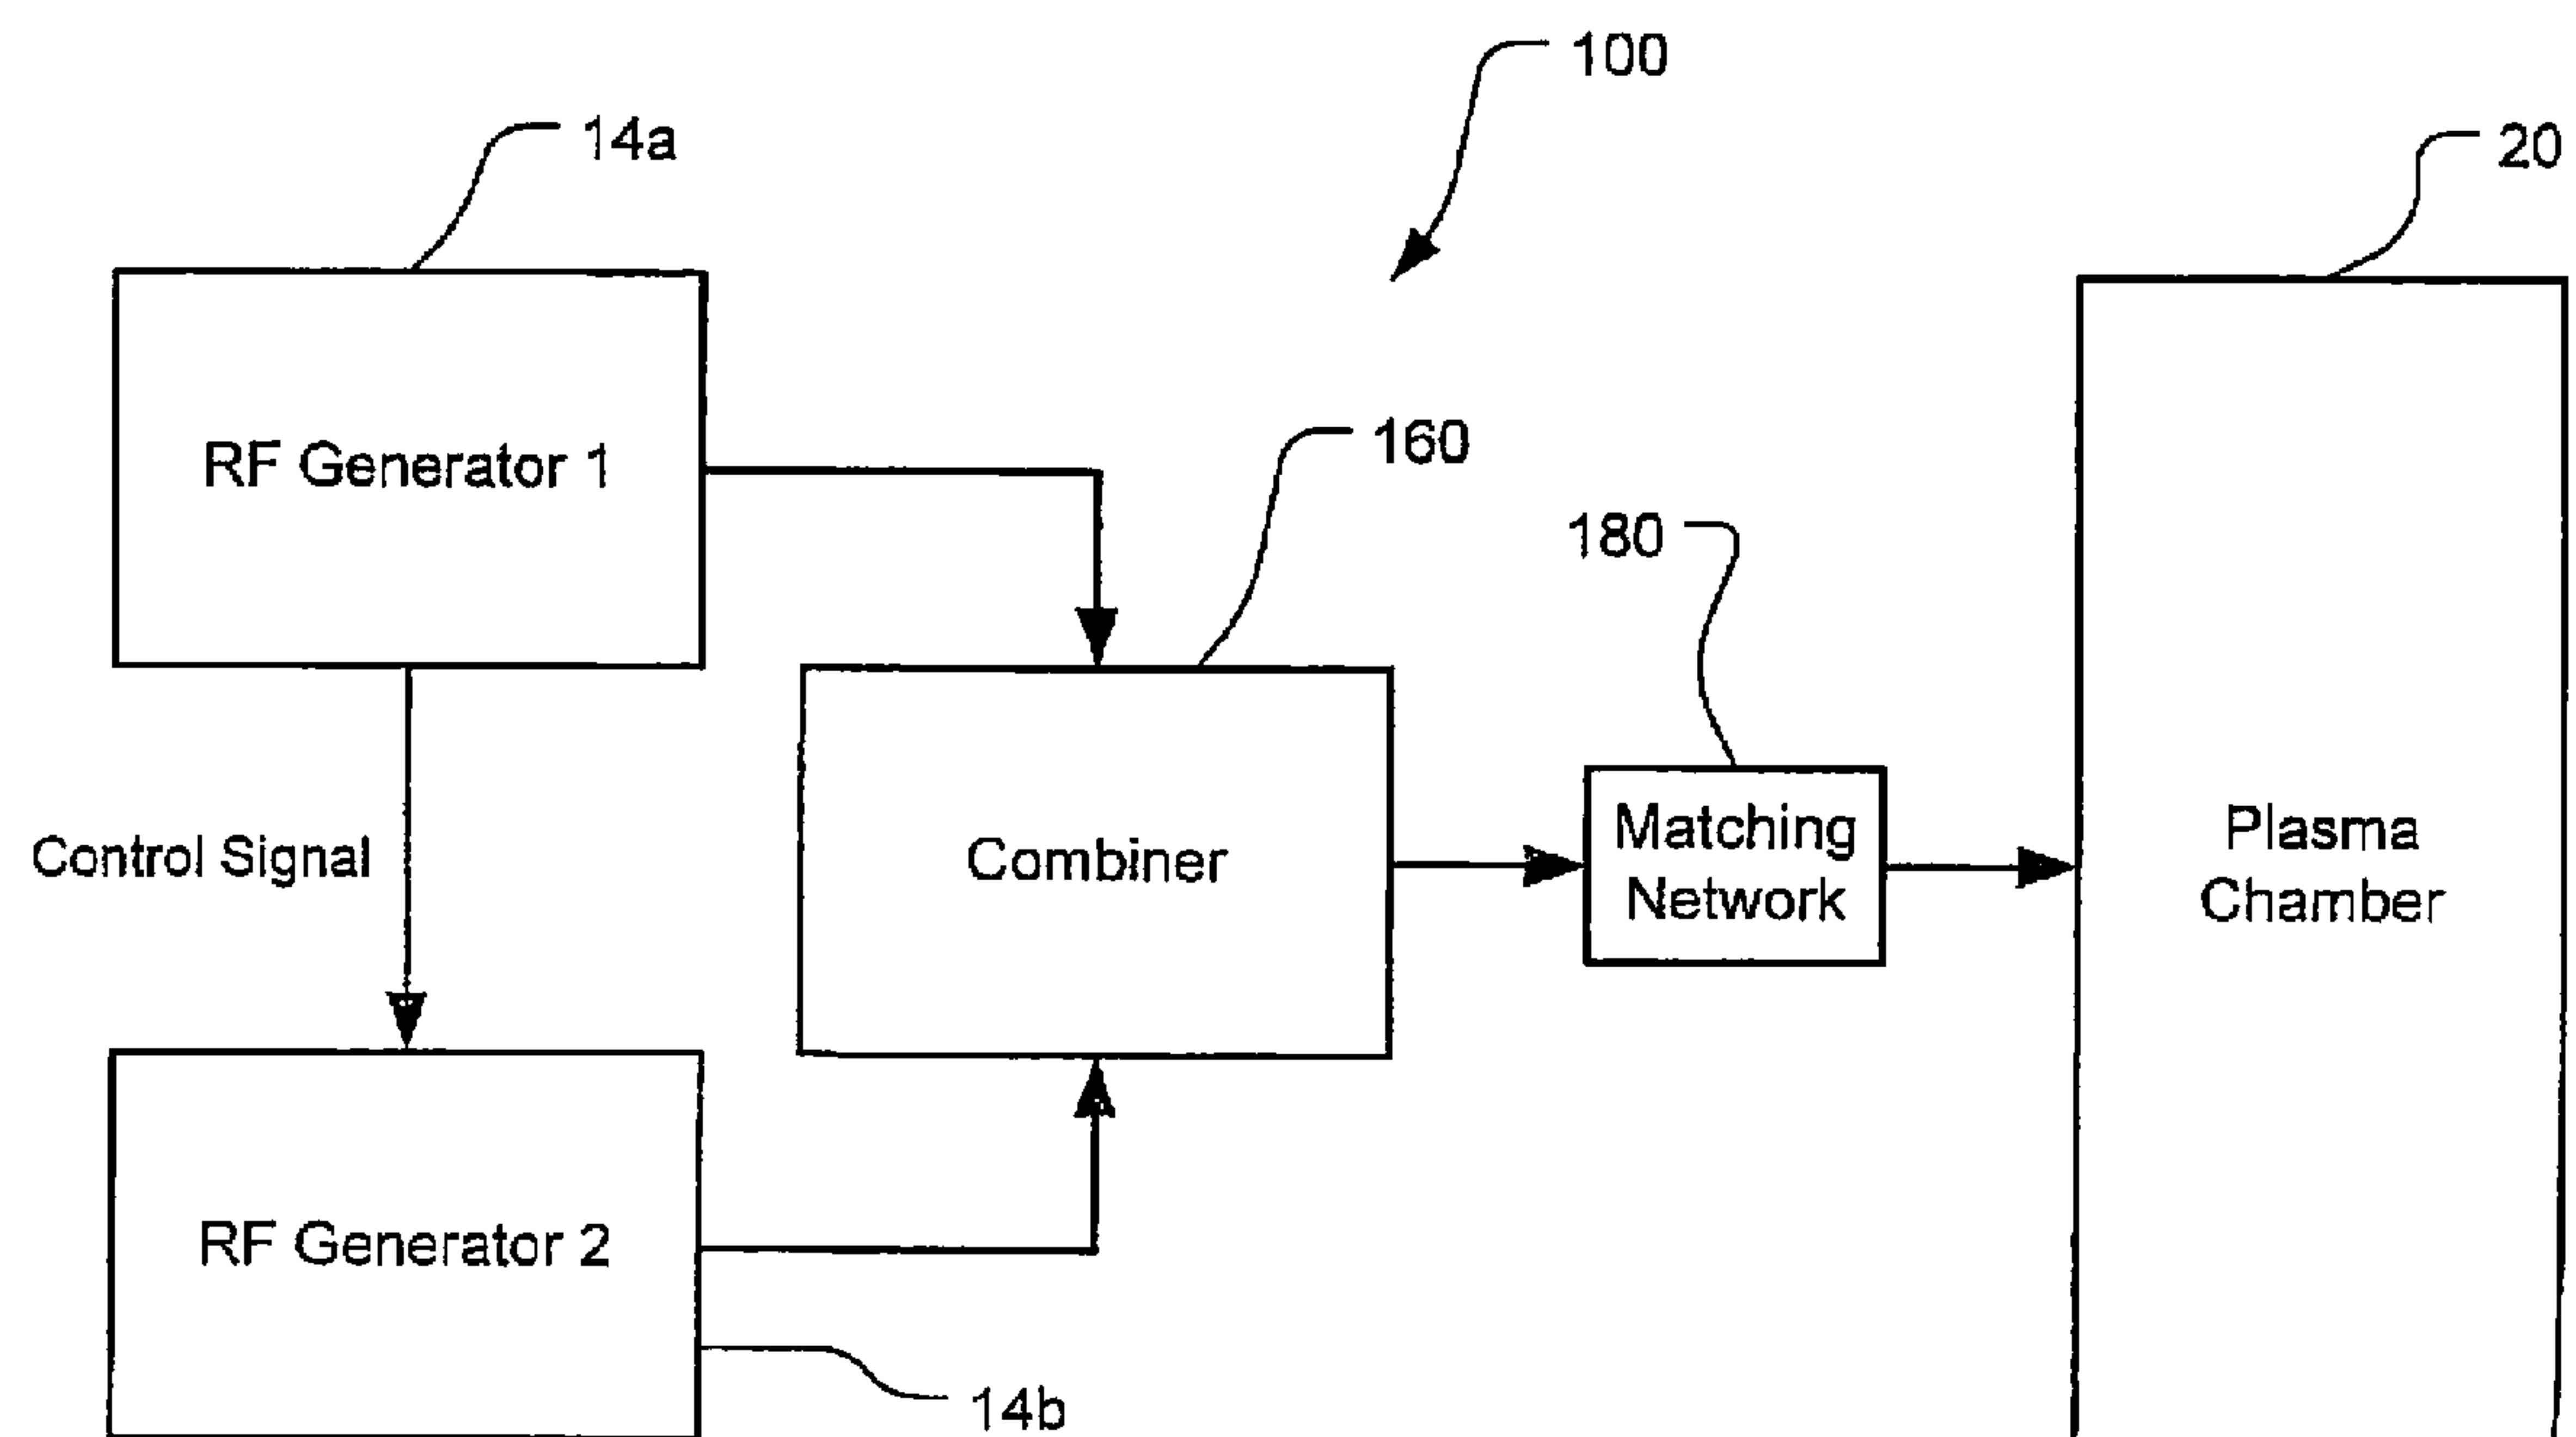 100
14a
20
RF Generator 1
160
180
Control Signal
Combiner
Matching
Network
Plasma
Chamber
RF Generator 2
14b